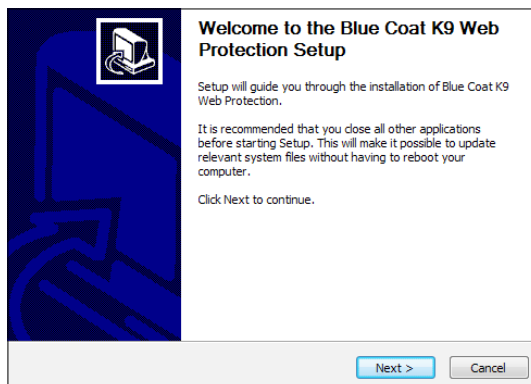 Welcome to the Blue Coat K9 Web
Protection Setup
Setup will guide you through the installation of Blue Coat K9
Web Protection.
It is recommended that you close all other applications
before starting Setup. This will make it possible to update
relevant system files without having to reboot your
computer.
Click Next to continue.
Next >
Cancel